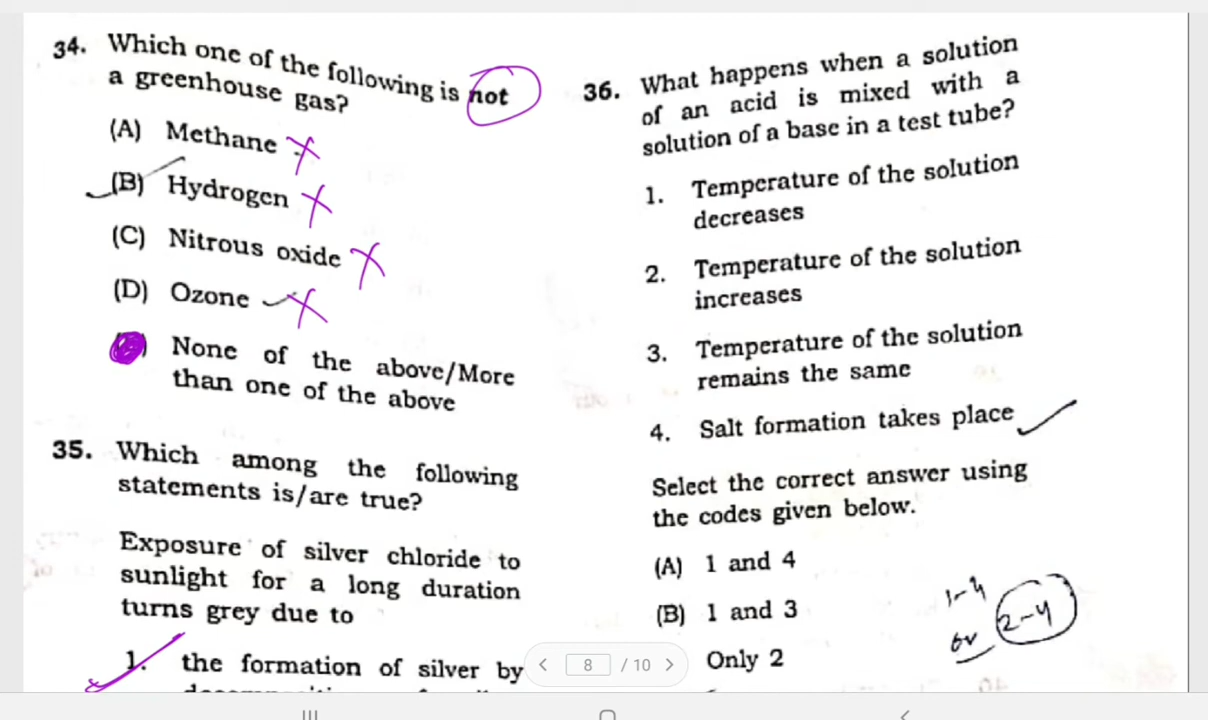 34. Which one of the following is not
a greenhouse gas?
(A) Methane
(B) Hydrogen
(C) Nitrous oxide
(D) Ozone
None of the above/More
than one of the above
35. Which among the following
statements is/are true?
Exposure of silver chloride to
sunlight for a long duration
turns grey due to
1. the formation of silver by
36. What happens when a solution
of an acid is mixed with a
solution of a base in a test tube?
1. Temperature of the solution
decreases
2. Temperature of the solution
increases
3. Temperature of the solution
remains the same
4. Salt formation takes place
Select the correct answer using
the codes given below.
(A) 1 and 4
(B) 1 and 3
Only 2
1-4
or 2-4
8 / 10